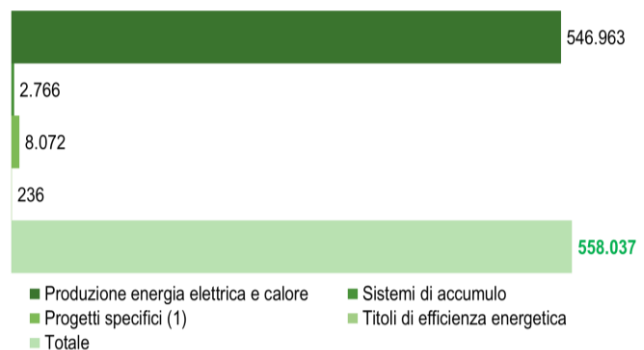 546.963
2.766
8.072
236
558.037
Produzione energia elettrica e calore
Sistemi di accumulo
Progetti specifici (1)
Titoli di efficienza energetica
Totale